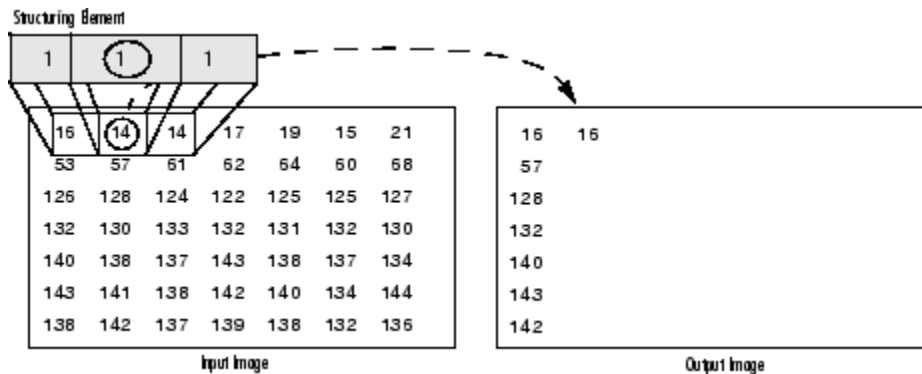 Structuring Element
1 1 1
16 14 14 17 19 15 21
53 57 61 62 64 60 68
126 128 124 122 125 125 127
132 130 133 132 131 132 130
140 138 137 143 138 137 134
143 141 138 142 140 134 144
138 142 137 139 138 132 136
Input Image
16 16
57
128
132
140
143
142
Output Image